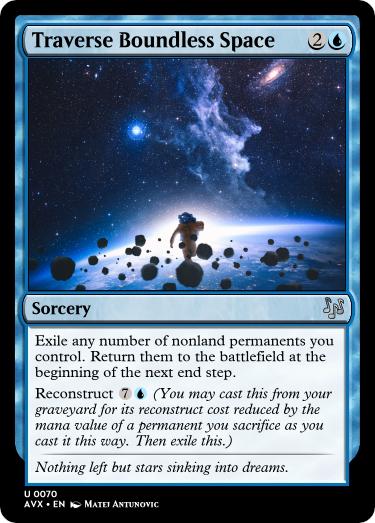 Traverse Boundless Space 2
Sorcery
Exile any number of nonland permanents you
control. Return them to the battlefield at the
beginning of the next end step.
Reconstruct 7 (You may cast this from your
graveyard for its reconstruct cost reduced by the
mana value of a permanent you sacrifice as you
cast it this way. Then exile this.)
Nothing left but stars sinking into dreams.
U 0070
AVX • EN Matej Antunovic